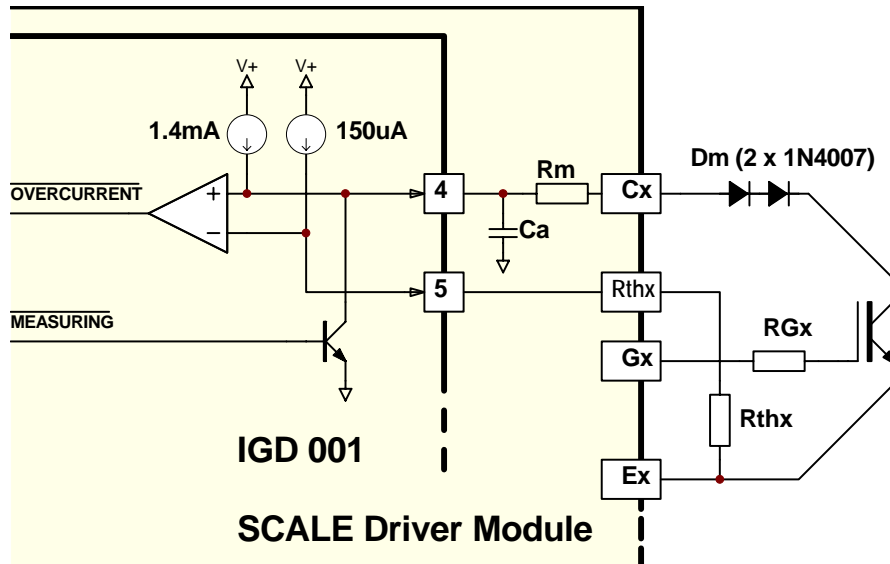 V+
V+
1.4mA
150uA
Dm (2 x 1N4007)
OVERCURRENT
+
4
Rm
Cx
−
Ca
5
Rthx
MEASURING
RGx
Gx
Rthx
IGD 001
Ex
SCALE Driver Module